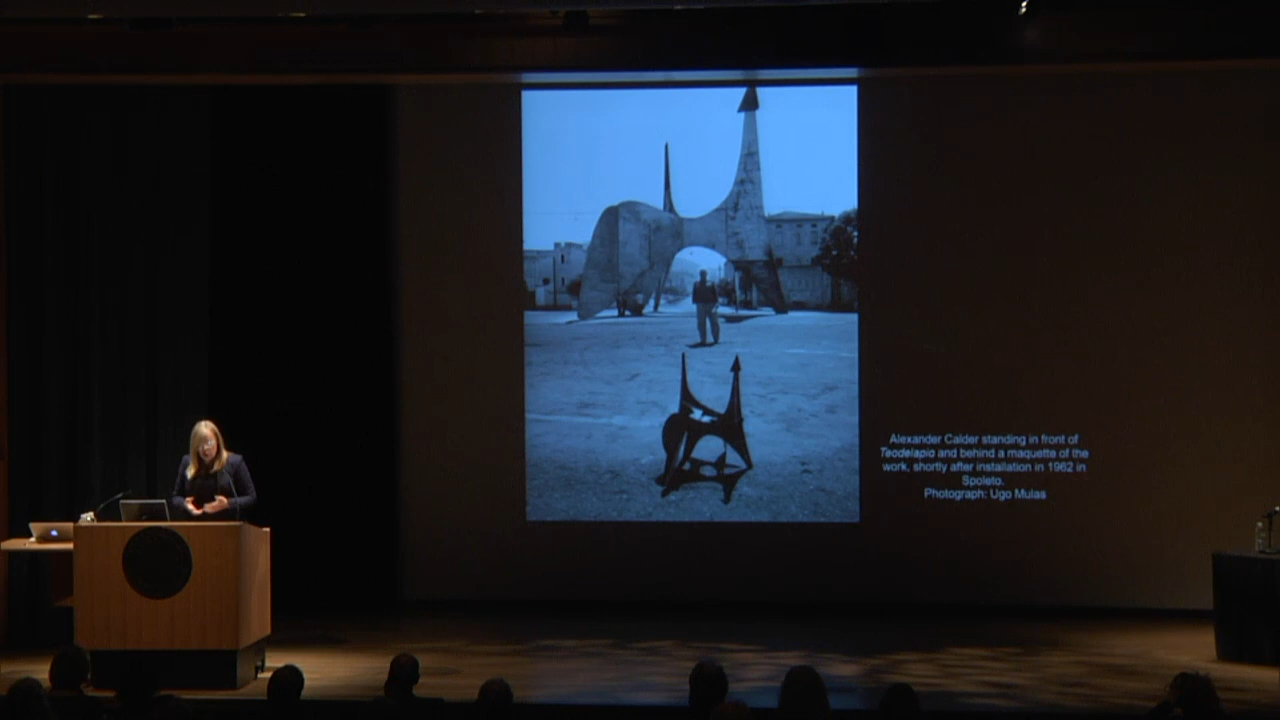 Alexander Calder standing in front of
Teodelapio and behind a maquette of the
work, shortly after installation in 1962 in
Spoleto.
Photograph: Ugo Mulas